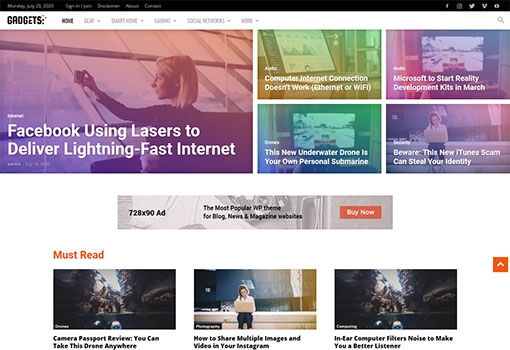 Monday, July 20, 2020 Sign in / Join Disclaimer About Contact
GADGETS
HOME GEAR SMART HOME GAMING SOCIAL NETWORKS MORE
Internet
Facebook Using Lasers to
Deliver Lightning-Fast Internet
admin - July 16, 2020
Audio
Computer Internet Connection
Doesn't Work (Ethernet or WiFi)
Audio
Microsoft to Start Reality
Development Kits in March
Drones
This New Underwater Drone Is
Your Own Personal Submarine
Security
Beware: This New iTunes Scam
Can Steal Your Identity
728x90 Ad
The Most Popular WP theme
for Blog, News & Magazine websites
Buy Now
Must Read
Drones
Camera Passport Review: You Can
Take This Drone Anywhere
Photography
How to Share Multiple Images and
Video in Your Instagram
Computing
In-Ear Computer Filters Noise to Make
You a Better Listener